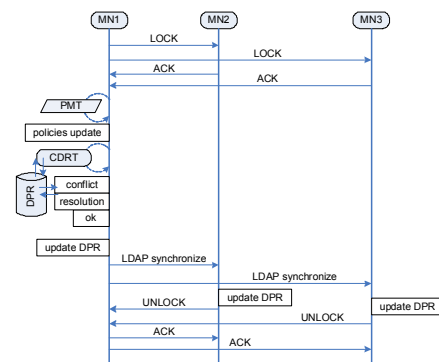 MN1 MN2 MN3
LOCK
LOCK
ACK
ACK
PMT
policies update
CDRT
DPR
conflict
resolution
ok
update DPR
LDAP synchronize
LDAP synchronize
update DPR
UNLOCK
update DPR
UNLOCK
ACK
ACK